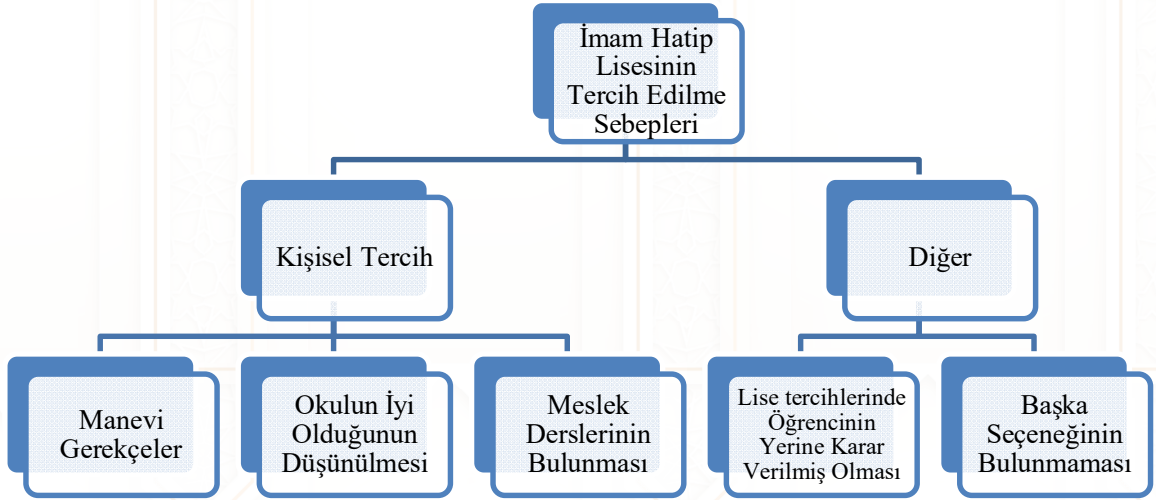 İmam Hatip
Lisesinin
Tercih Edilme
Sebepleri
Kişisel Tercih
Diğer
Manevi
Gerekçeler
Okulun İyi
Olduğunun
Düşünülmesi
Meslek
Derslerinin
Bulunması
Lise tercihlerinde
Öğrencinin
Yerine Karar
Verilmiş Olması
Başka
Seçeneğinin
Bulunmaması